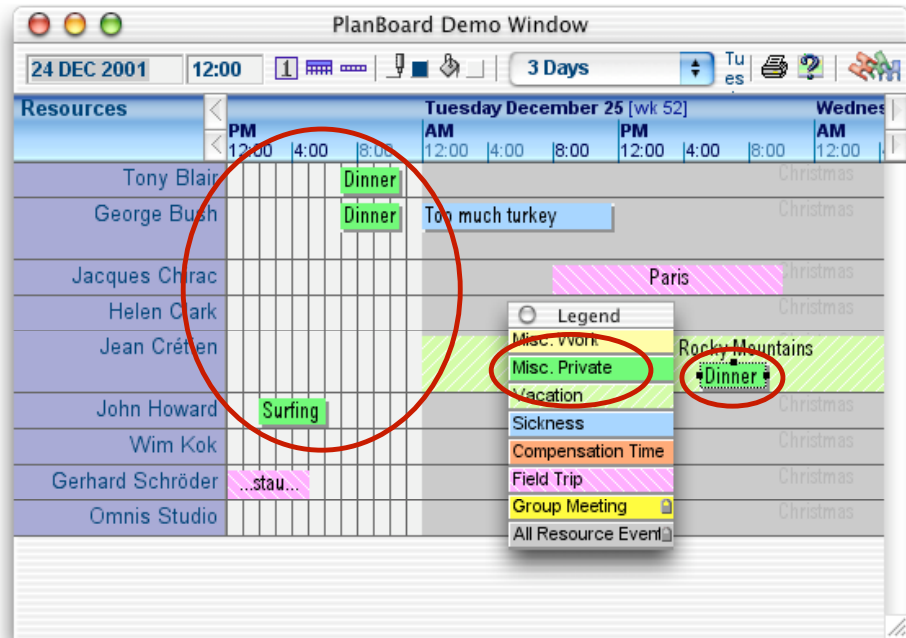 PlanBoard Demo Window
24 DEC 2001 12:00 1 3 Days Tu
es
Resources Tuesday December 25 [wk 52] Wednes
PM AM PM AM
12:00 4:00 8:00 12:00 4:00 8:00 12:00 4:00 8:00 12:00
Tony Blair Dinner Christmas
George Bush Dinner Too much turkey Christmas
Jacques Chirac Paris Christmas
Helen Clark Christmas
Legend
Misc. Work
Jean Crétien Rocky Mountains
Misc. Private Dinner
Vacation
John Howard Surfing Christmas
Sickness
Wim Kok Christmas
Compensation Time
Gerhard Schröder ...stau... Christmas
Field Trip
Group Meeting
Omnis Studio Christmas
All Resource Event